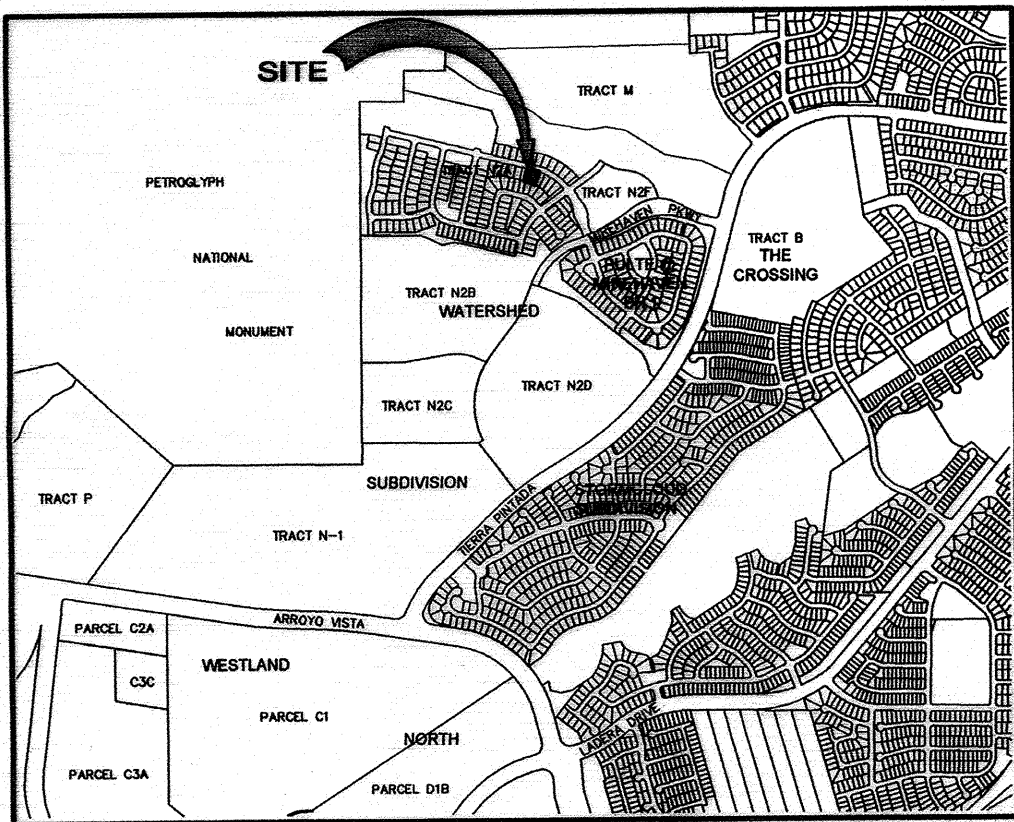 SITE
TRACT M
PETROGLYPH
TRACT N2F
PKWY
TRACT B
THE
CROSSING
NATIONAL
TRACT N2B
WATERSHED
MONUMENT
TRACT N2D
TRACT N2C
SUBDIVISION
TRACT P
TIERRA PINTADA
SUBDIVISION
TRACT N-1
ARROYO VISTA
PARCEL C2A
WESTLAND
C3C
PARCEL C1
NORTH
LADERA DRIVE
PARCEL C3A
PARCEL D1B